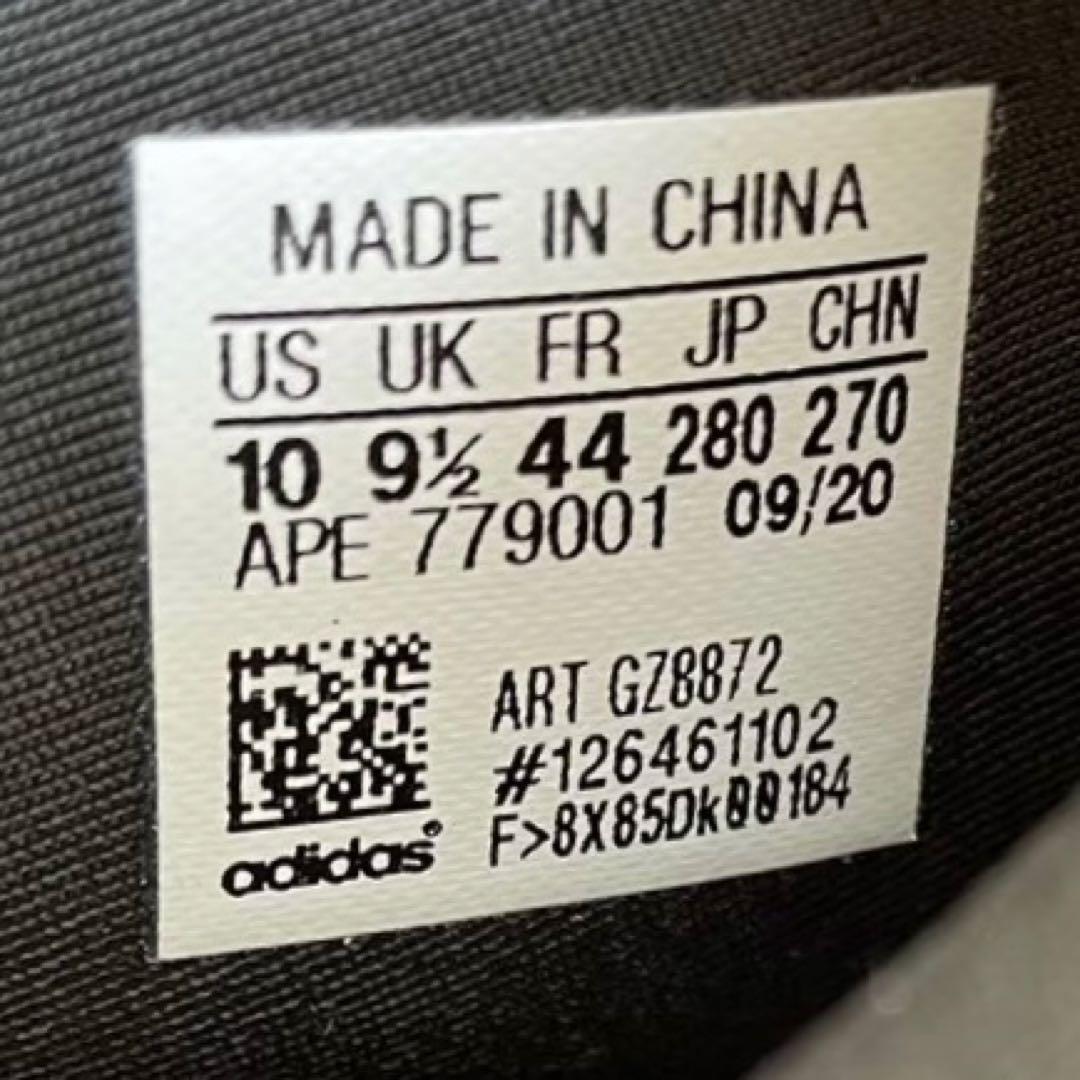 MADE IN CHINA
US UK FR JP CHN
10 9½ 44 280 270
APE 779001 09/20
ART GZ8872
#126461102
F>8X85Dk00184
adidas®